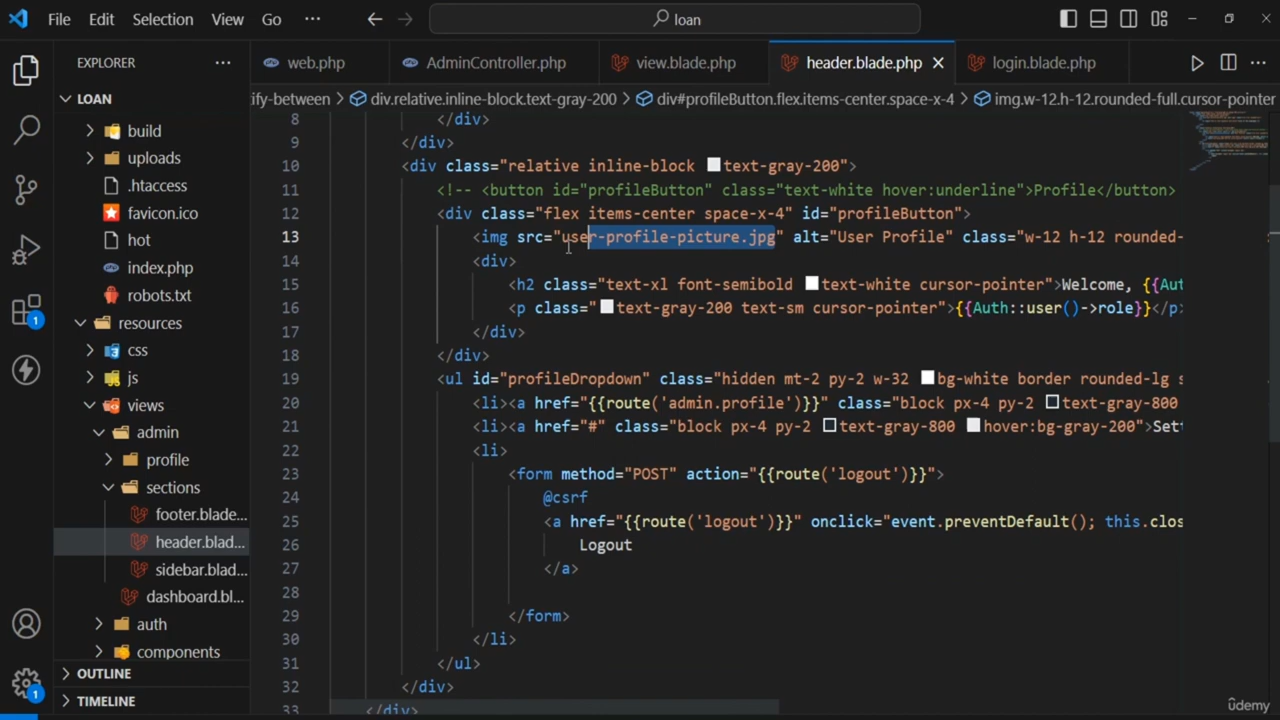 File Edit Selection View Go ··· loan
EXPLORER ···
web.php AdminController.php view.blade.php header.blade.php login.blade.php ···
LOAN
build
uploads
.htaccess
favicon.ico
hot
index.php
robots.txt
resources
css
js
views
admin
profile
sections
footer.blade...
header.blad...
sidebar.blad...
dashboard.bl...
auth
components
OUTLINE
TIMELINE
1
1
ify-between > div.relative.inline-block.text-gray-200 > div#profileButton.flex.items-center.space-x-4 > img.w-12.h-12.rounded-full.cursor-pointer
8 </div>
9 </div>
10 <div class="relative inline-block text-gray-200">
11 <!-- <button id="profileButton" class="text-white hover:underline">Profile</button>
12 <div class="flex items-center space-x-4" id="profileButton">
13 <img src="user-profile-picture.jpg" alt="User Profile" class="w-12 h-12 rounded-
14 <div>
15 <h2 class="text-xl font-semibold text-white cursor-pointer">Welcome, {{Aut
16 <p class="text-gray-200 text-sm cursor-pointer">{{Auth::user()->role}}</p>
17 </div>
18 </div>
19 <ul id="profileDropdown" class="hidden mt-2 py-2 w-32 bg-white border rounded-lg s
20 <li><a href="{{route('admin.profile')}}" class="block px-4 py-2 text-gray-800
21 <li><a href="#" class="block px-4 py-2 text-gray-800 hover:bg-gray-200">Set
22 <li>
23 <form method="POST" action="{{route('logout')}}">
24 @csrf
25 <a href="{{route('logout')}}" onclick="event.preventDefault(); this.clos
26 Logout
27 </a>
28
29 </form>
30 </li>
31 </ul>
32 </div>
33 </div>
ûdemy